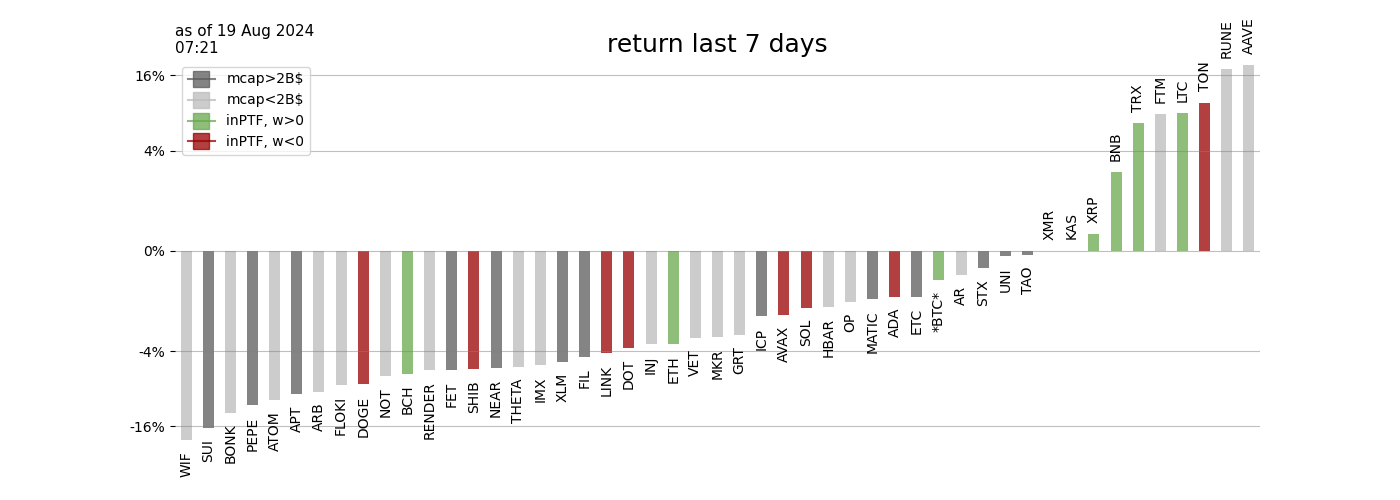 as of 19 Aug 2024
07:21
return last 7 days
mcap>2B$
mcap<2B$
inPTF, w>0
inPTF, w<0
16%
4%
0%
-4%
-16%
WIF
SUI
BONK
PEPE
ATOM
APT
ARB
FLOKI
DOGE
NOT
BCH
RENDER
FET
SHIB
NEAR
THETA
IMX
XLM
FIL
LINK
DOT
INJ
ETH
VET
MKR
GRT
ICP
AVAX
SOL
HBAR
OP
MATIC
ADA
ETC
*BTC*
AR
STX
UNI
TAO
XMR
KAS
XRP
BNB
TRX
FTM
LTC
TON
RUNE
AAVE